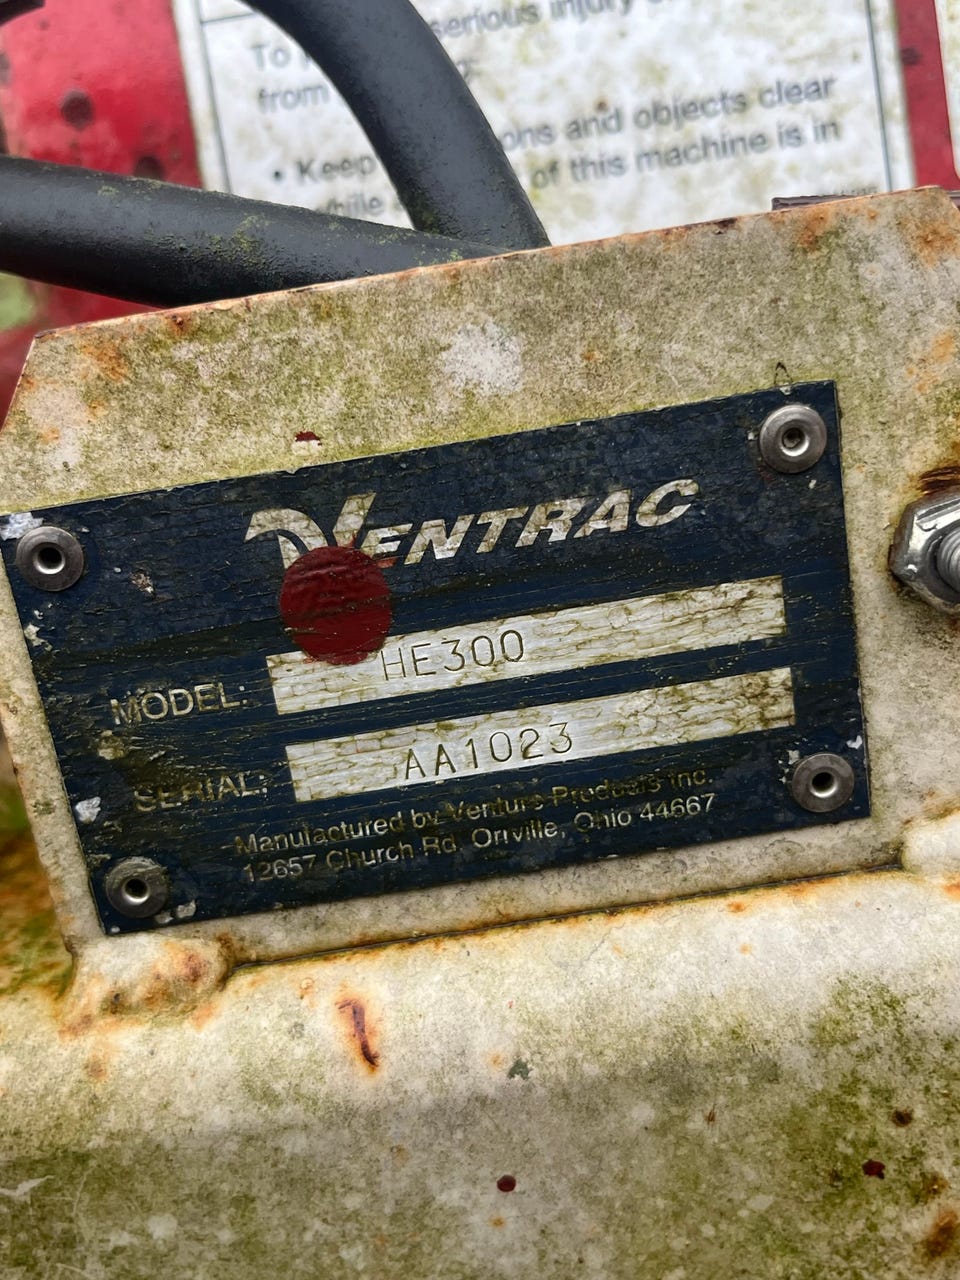 serious injury
To
from
• Keep ons and objects clear
while of this machine is in
VENTRAC
MODEL: HE300
SERIAL: AA1023
Manufactured by Venture Products Inc.
12657 Church Rd. Orrville, Ohio 44667